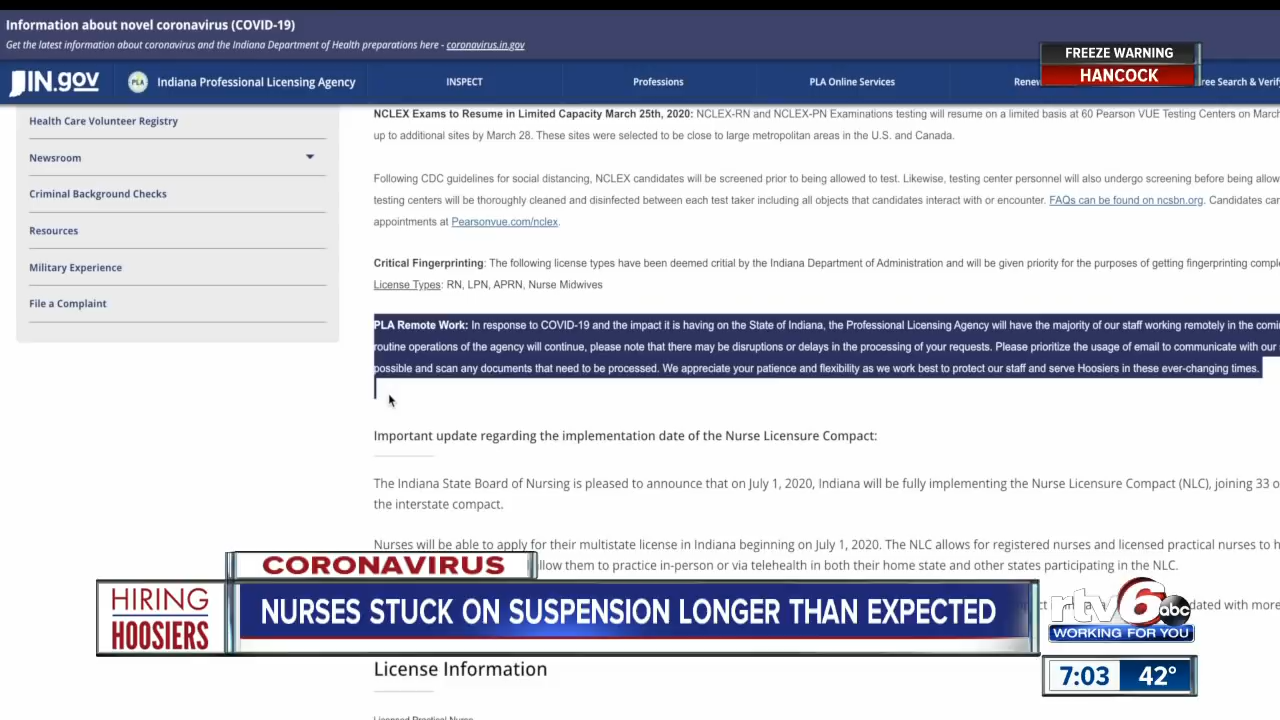 Information about novel coronavirus (COVID-19)
Get the latest information about coronavirus and the Indiana Department of Health preparations here - coronavirus.in.gov
FREEZE WARNING
HANCOCK
IN.gov
PLA
Indiana Professional Licensing Agency
INSPECT
Professions
PLA Online Services
Search & Verify
Health Care Volunteer Registry
Newsroom
Criminal Background Checks
Resources
Military Experience
File a Complaint
NCLEX Exams to Resume in Limited Capacity March 25th, 2020: NCLEX-RN and NCLEX-PN Examinations testing will resume on a limited basis at 60 Pearson VUE Testing Centers on March
up to additional sites by March 28. These sites were selected to be close to large metropolitan areas in the U.S. and Canada.
Following CDC guidelines for social distancing, NCLEX candidates will be screened prior to being allowed to test. Likewise, testing center personnel will also undergo screening before being allow
testing centers will be thoroughly cleaned and disinfected between each test taker including all objects that candidates interact with or encounter. FAQs can be found on ncsbn.org. Candidates can
appointments at Pearsonvue.com/nclex.
Critical Fingerprinting: The following license types have been deemed critial by the Indiana Department of Administration and will be given priority for the purposes of getting fingerprinting comple
License Types: RN, LPN, APRN, Nurse Midwives
PLA Remote Work: In response to COVID-19 and the impact it is having on the State of Indiana, the Professional Licensing Agency will have the majority of our staff working remotely in the comi
routine operations of the agency will continue, please note that there may be disruptions or delays in the processing of your requests. Please prioritize the usage of email to communicate with our
possible and scan any documents that need to be processed. We appreciate your patience and flexibility as we work best to protect our staff and serve Hoosiers in these ever-changing times.
Important update regarding the implementation date of the Nurse Licensure Compact:
The Indiana State Board of Nursing is pleased to announce that on July 1, 2020, Indiana will be fully implementing the Nurse Licensure Compact (NLC), joining 33 o
the interstate compact.
Nurses will be able to apply for their multistate license in Indiana beginning on July 1, 2020. The NLC allows for registered nurses and licensed practical nurses to h
allow them to practice in-person or via telehealth in both their home state and other states participating in the NLC.
dated with more
CORONAVIRUS
HIRING
HOOSIERS
NURSES STUCK ON SUSPENSION LONGER THAN EXPECTED
rtv6 abc
WORKING FOR YOU
7:03 42°
License Information
Licensed Practical Nurse